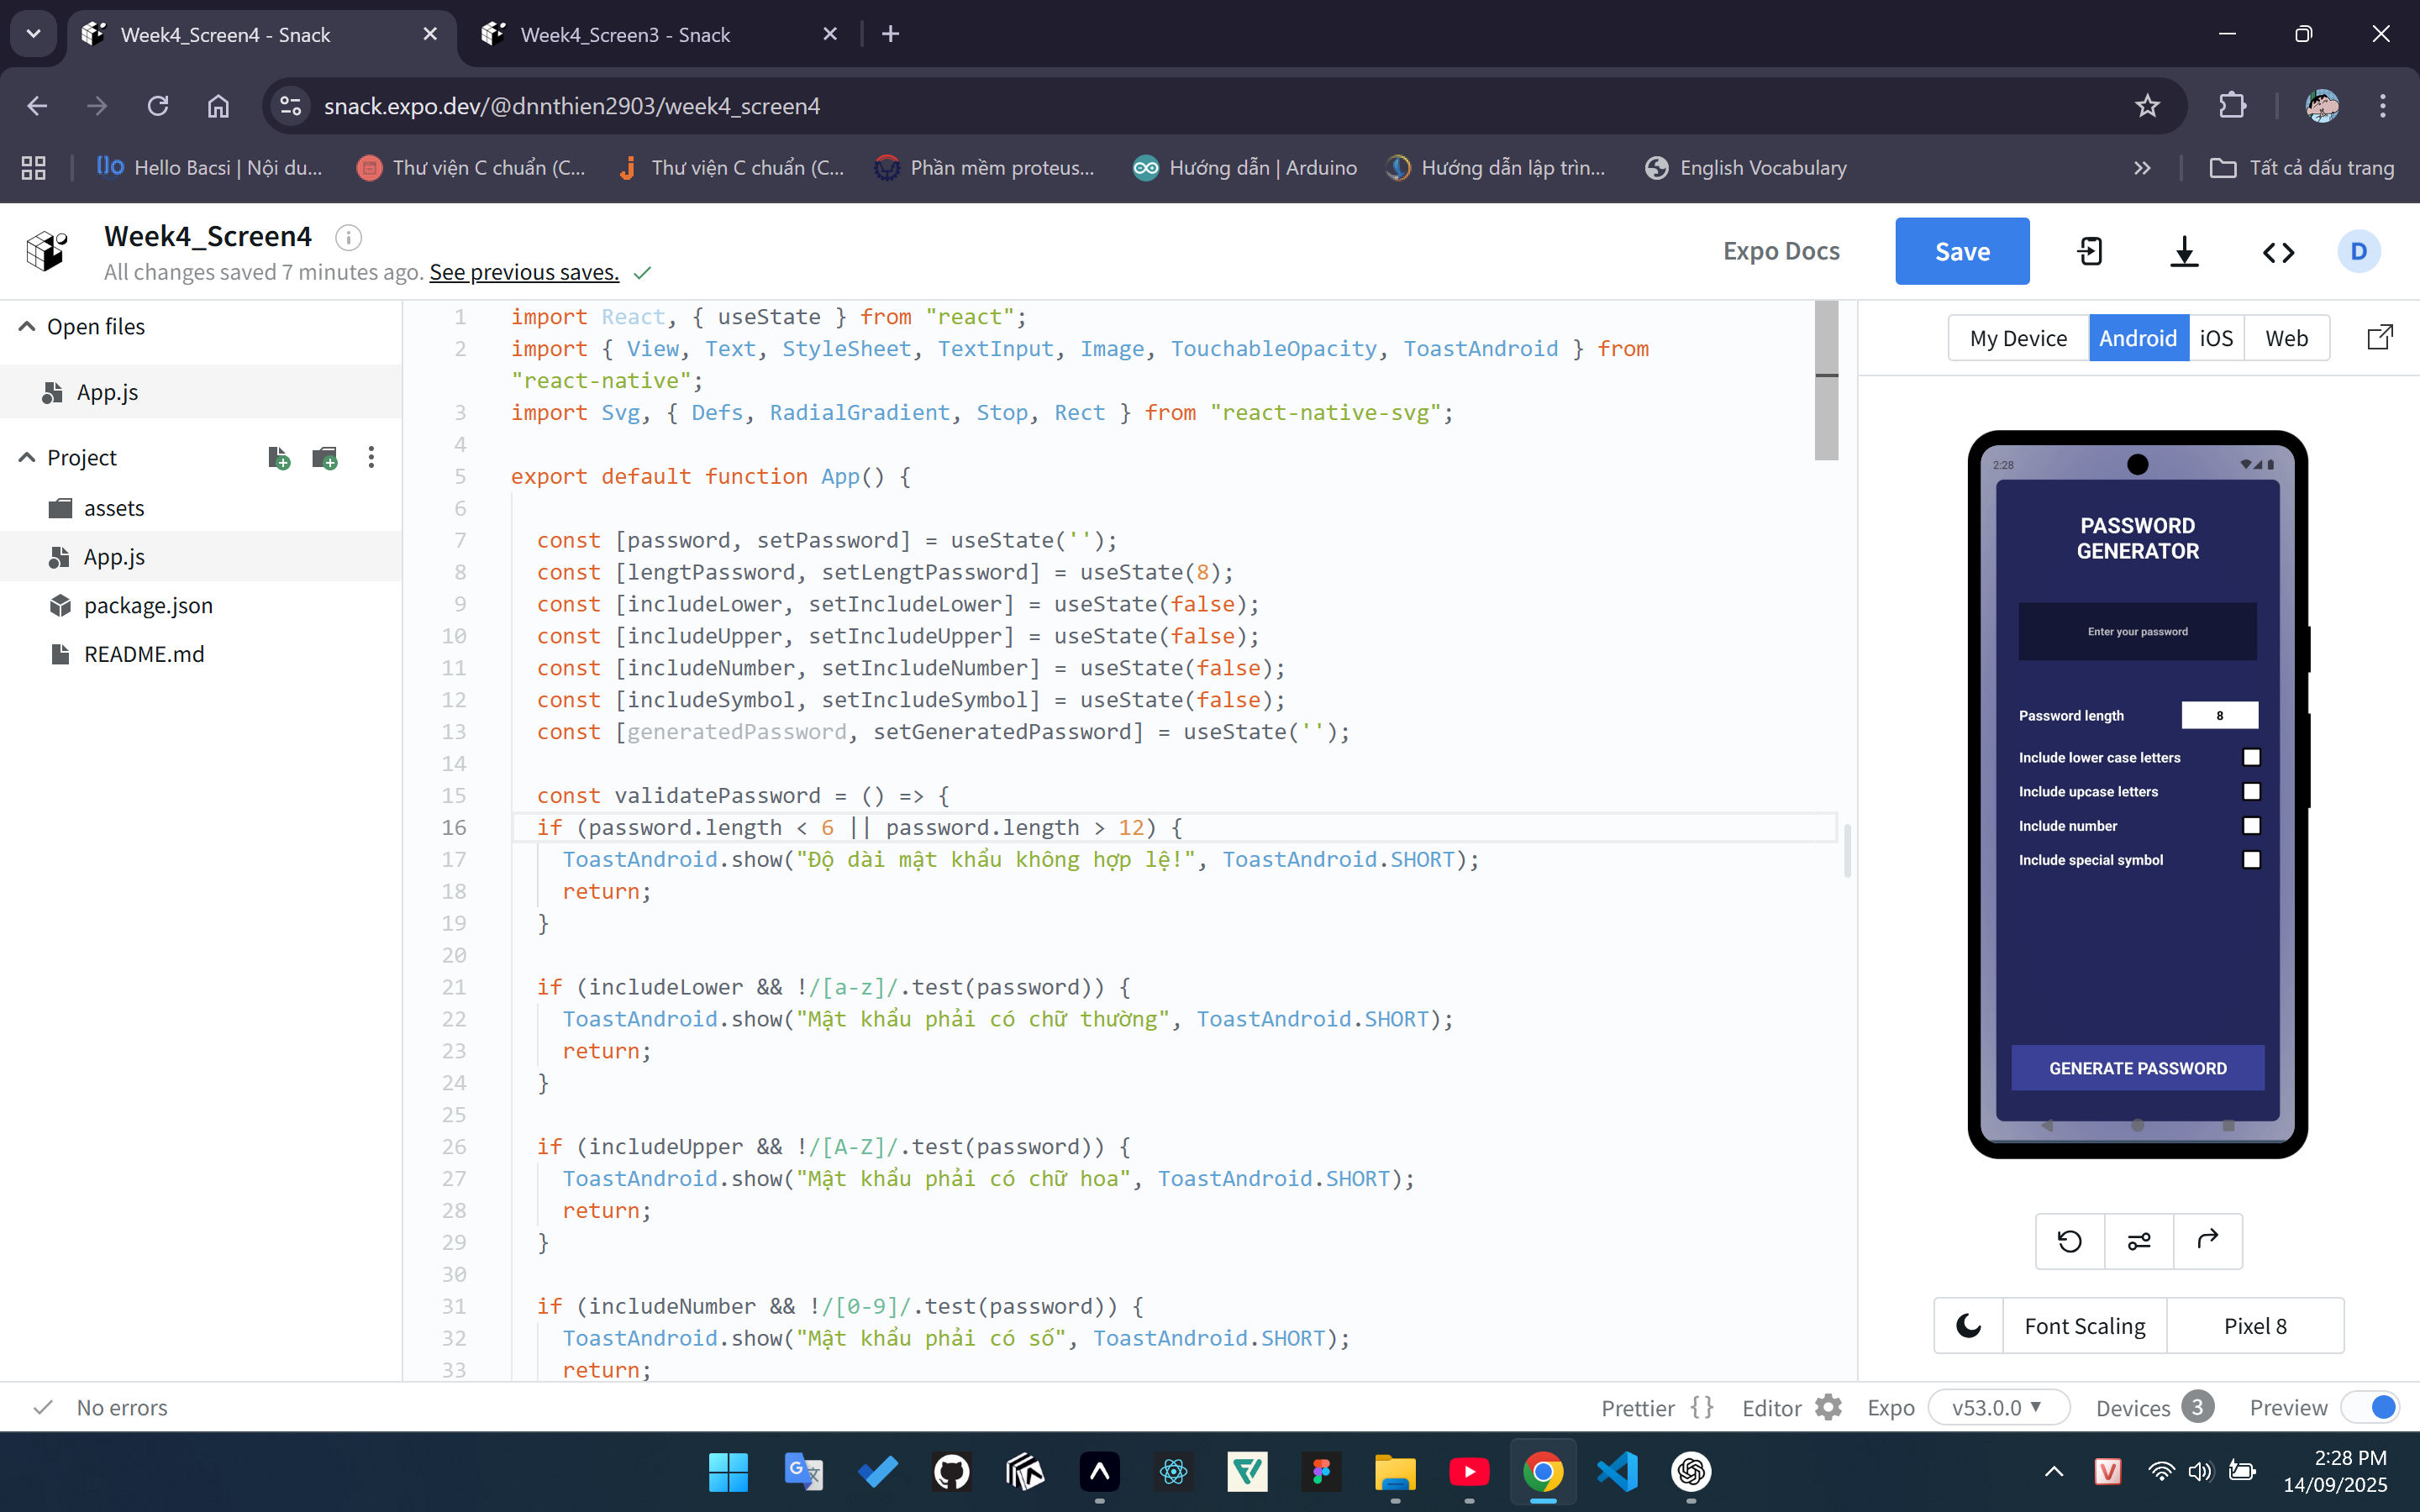 Week4_Screen4 - Snack
Week4_Screen3 - Snack
snack.expo.dev/@dnnthien2903/week4_screen4
Hello Bacsi | Nội du...
Thư viện C chuẩn (C...
Thư viện C chuẩn (C...
Phần mềm proteus...
Hướng dẫn | Arduino
Hướng dẫn lập trìn...
English Vocabulary
Tất cả dấu trang
Week4_Screen4
All changes saved 7 minutes ago. See previous saves.
Expo Docs
Save
D
Open files
App.js
Project
assets
App.js
package.json
README.md
1 import React, { useState } from "react";
2 import { View, Text, StyleSheet, TextInput, Image, TouchableOpacity, ToastAndroid } from
"react-native";
3 import Svg, { Defs, RadialGradient, Stop, Rect } from "react-native-svg";
4
5 export default function App() {
6
7 const [password, setPassword] = useState('');
8 const [lengtPassword, setLengtPassword] = useState(8);
9 const [includeLower, setIncludeLower] = useState(false);
10 const [includeUpper, setIncludeUpper] = useState(false);
11 const [includeNumber, setIncludeNumber] = useState(false);
12 const [includeSymbol, setIncludeSymbol] = useState(false);
13 const [generatedPassword, setGeneratedPassword] = useState('');
14
15 const validatePassword = () => {
16 if (password.length < 6 || password.length > 12) {
17 ToastAndroid.show("Độ dài mật khẩu không hợp lệ!", ToastAndroid.SHORT);
18 return;
19 }
20
21 if (includeLower && !/[a-z]/.test(password)) {
22 ToastAndroid.show("Mật khẩu phải có chữ thường", ToastAndroid.SHORT);
23 return;
24 }
25
26 if (includeUpper && !/[A-Z]/.test(password)) {
27 ToastAndroid.show("Mật khẩu phải có chữ hoa", ToastAndroid.SHORT);
28 return;
29 }
30
31 if (includeNumber && !/[0-9]/.test(password)) {
32 ToastAndroid.show("Mật khẩu phải có số", ToastAndroid.SHORT);
33 return;
My Device
Android
iOS
Web
2:28
PASSWORD
GENERATOR
Enter your password
Password length
8
Include lower case letters
Include upcase letters
Include number
Include special symbol
GENERATE PASSWORD
Font Scaling
Pixel 8
No errors
Prettier {}
Editor
Expo
v53.0.0
Devices 3
Preview
2:28 PM
14/09/2025